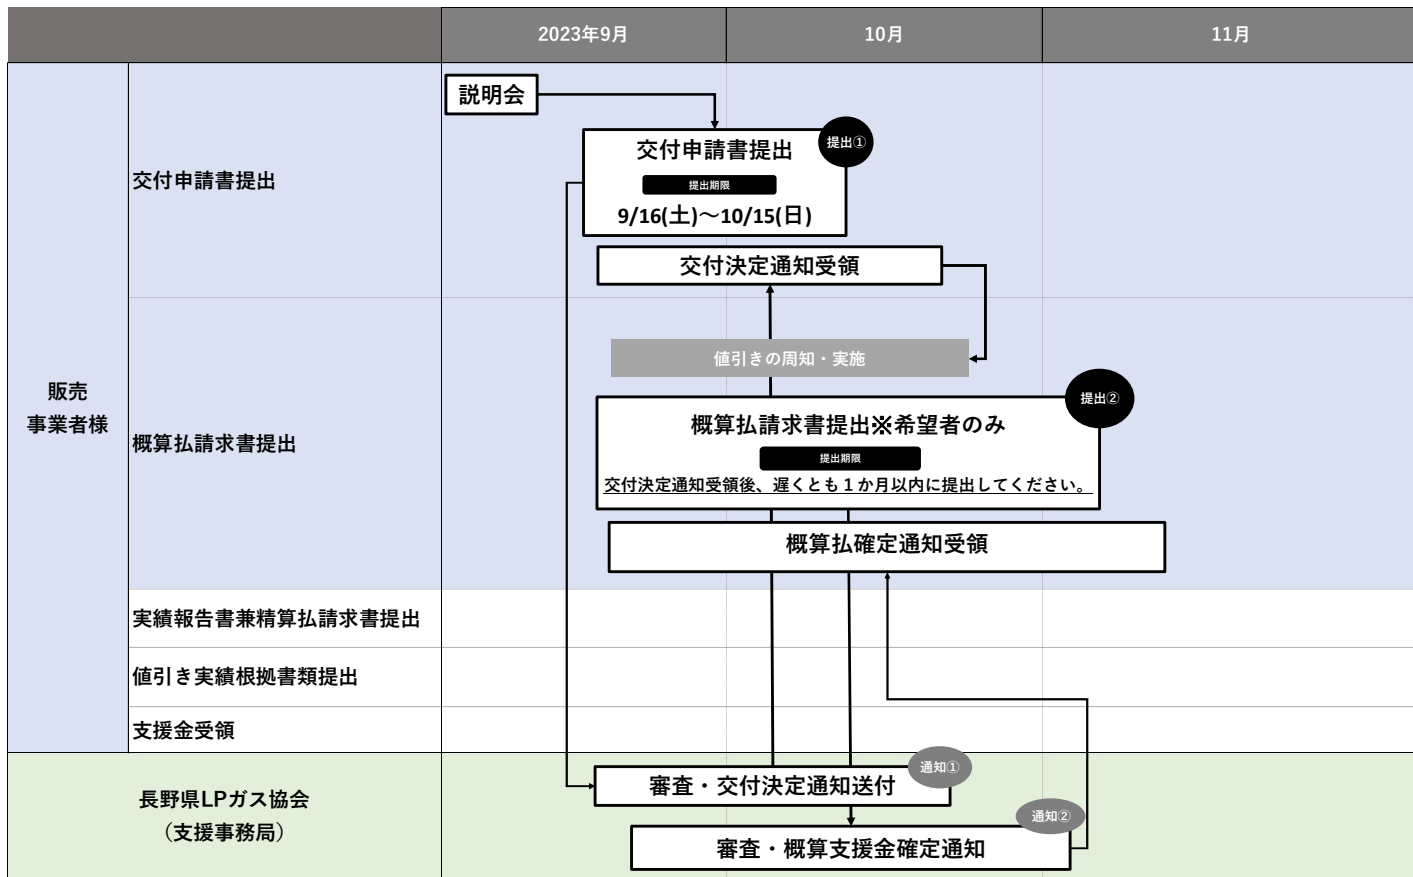 2023年9月
10月
11月
説明会
提出①
交付申請書提出
交付申請書提出
提出期限
9/16(土)～10/15(日)
交付決定通知受領
値引きの周知・実施
販売
事業者様
提出②
概算払請求書提出
概算払請求書提出※希望者のみ
提出期限
交付決定通知受領後、遅くとも１か月以内に提出してください。
概算払確定通知受領
実績報告書兼精算払請求書提出
値引き実績根拠書類提出
支援金受領
長野県LPガス協会
（支援事務局）
通知①
審査・交付決定通知送付
通知②
審査・概算支援金確定通知